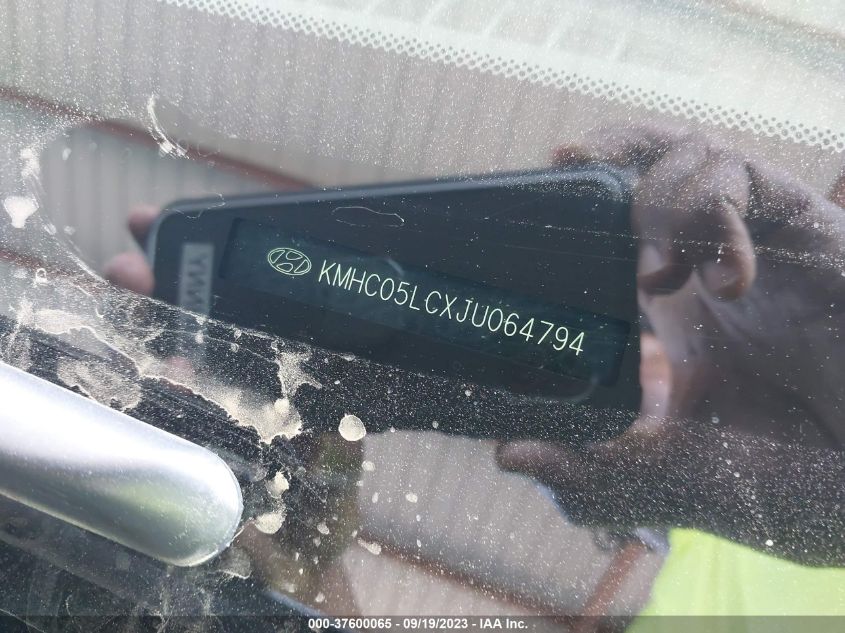 KMHC05LCXJU064794
000-37600065 - 09/19/2023 - IAA Inc.